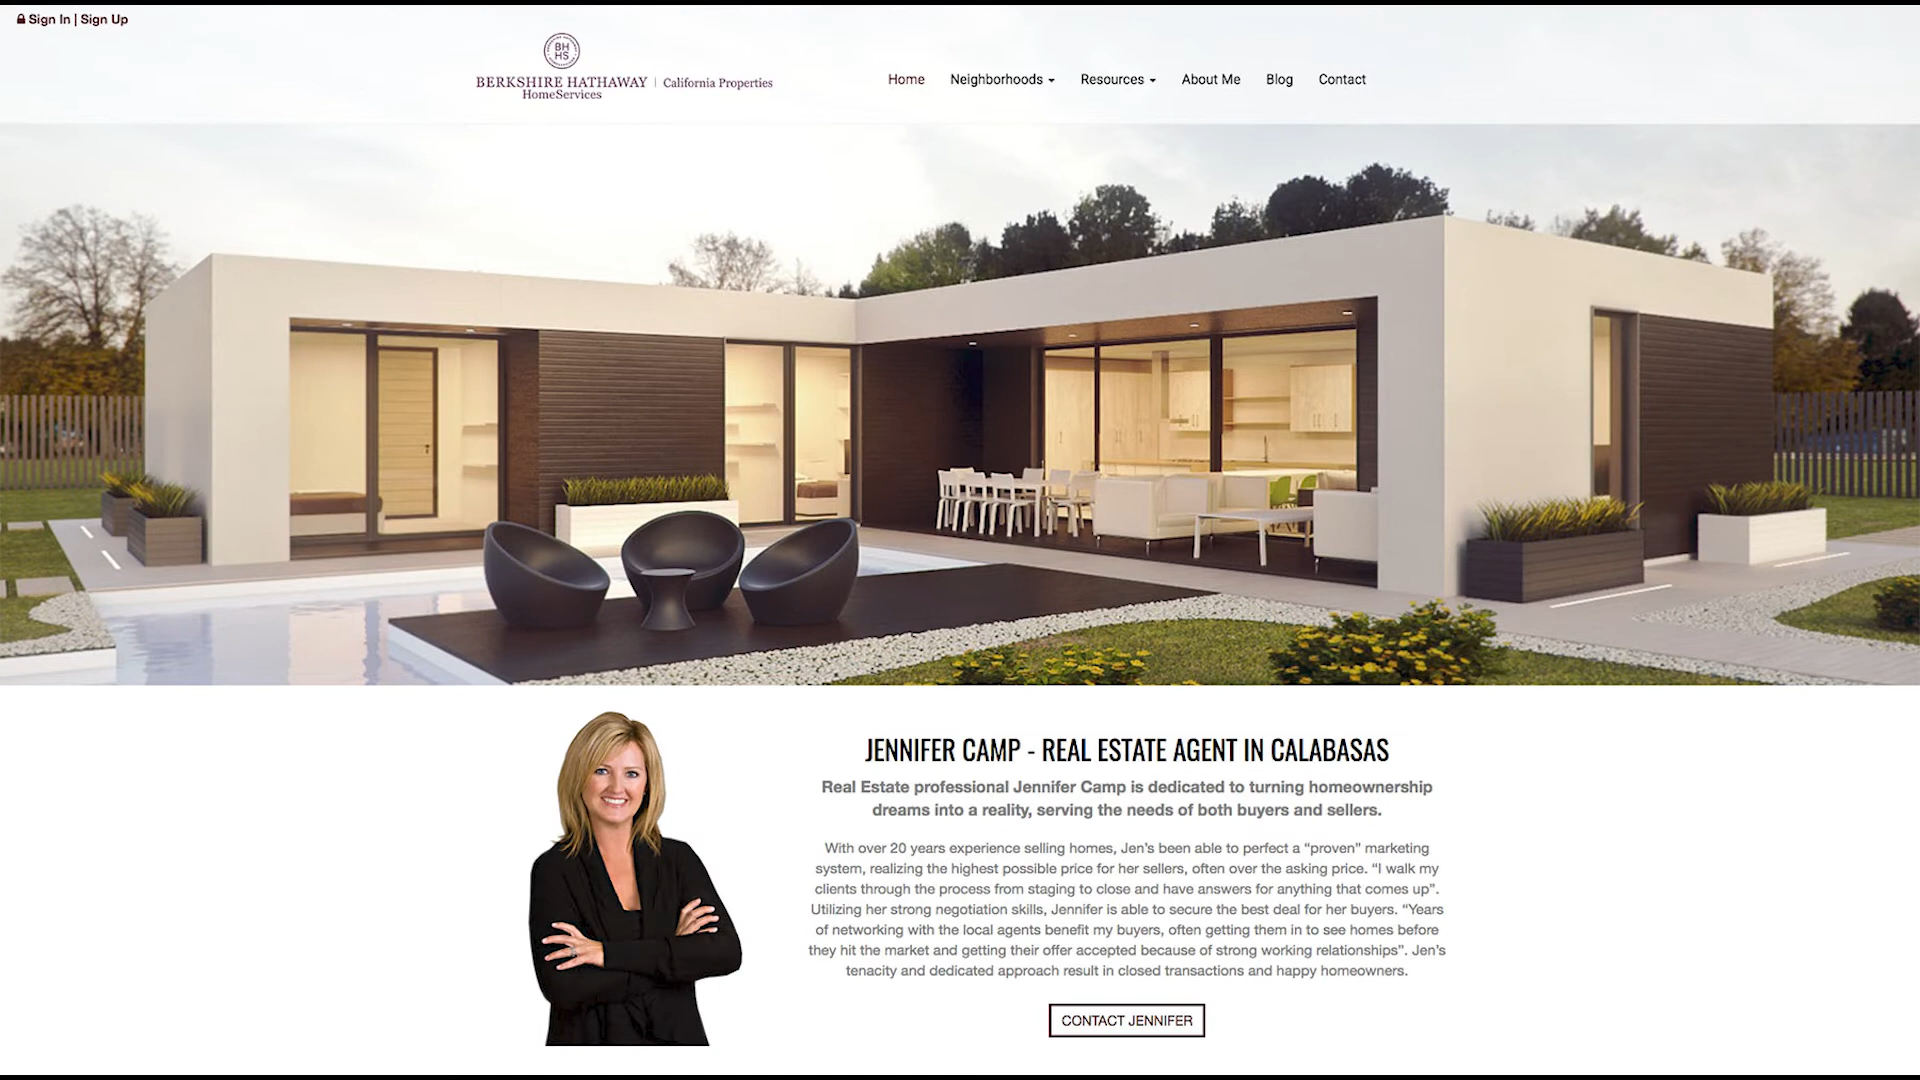 Sign In | Sign Up
BH
HS
BERKSHIRE HATHAWAY | California Properties
HomeServices
Home Neighborhoods Resources About Me Blog Contact
JENNIFER CAMP - REAL ESTATE AGENT IN CALABASAS
Real Estate professional Jennifer Camp is dedicated to turning homeownership
dreams into a reality, serving the needs of both buyers and sellers.
With over 20 years experience selling homes, Jen’s been able to perfect a “proven” marketing
system, realizing the highest possible price for her sellers, often over the asking price. “I walk my
clients through the process from staging to close and have answers for anything that comes up”.
Utilizing her strong negotiation skills, Jennifer is able to secure the best deal for her buyers. “Years
of networking with the local agents benefit my buyers, often getting them in to see homes before
they hit the market and getting their offer accepted because of strong working relationships”. Jen’s
tenacity and dedicated approach result in closed transactions and happy homeowners.
CONTACT JENNIFER